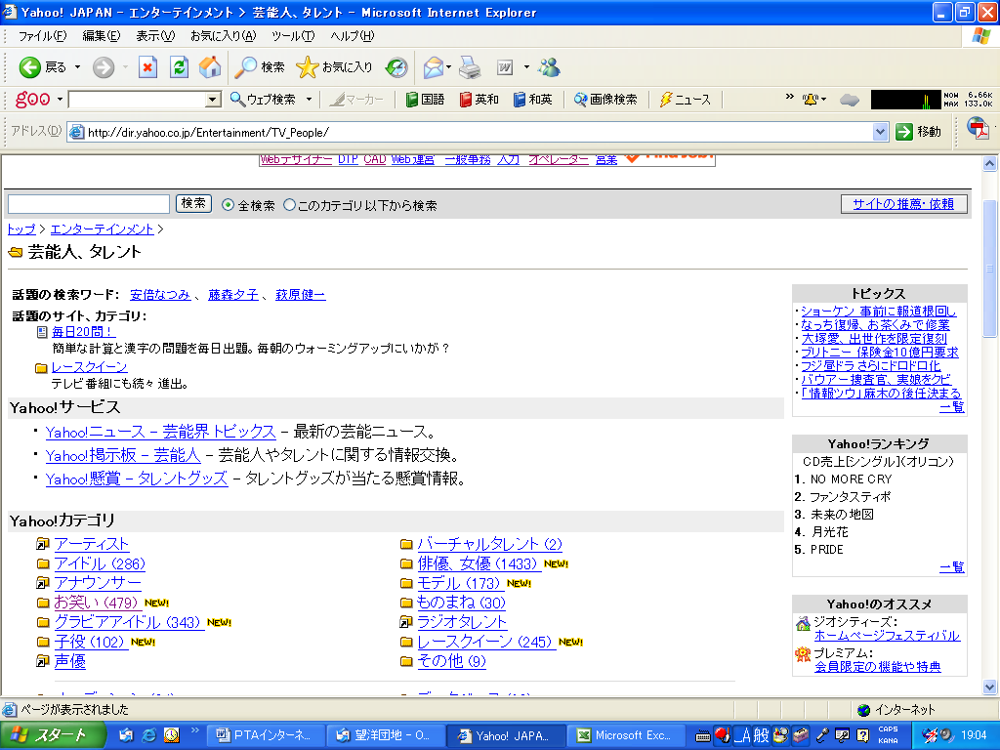 Yahoo! JAPAN - エンターテインメント > 芸能人、タレント - Microsoft Internet Explorer
ファイル(F) 編集(E) 表示(V) お気に入り(A) ツール(T) ヘルプ(H)
戻る 検索 お気に入り
goo ウェブ検索 マーカー 国語 英和 和英 画像検索 ニュース » NOW 6.66K
MAX 133.0K
アドレス(D) http://dir.yahoo.co.jp/Entertainment/TV_People/ 移動
Webデザイナー DTP CAD Web運営 一般事務 入力 オペレーター 営業
検索 全検索 このカテゴリ以下から検索 サイトの推薦・依頼
トップ > エンターテインメント >
芸能人、タレント
話題の検索ワード: 安倍なつみ 、 藤森夕子 、 萩原健一
話題のサイト、カテゴリ:
毎日20問!
簡単な計算と漢字の問題を毎日出題。毎朝のウォーミングアップにいかが?
レースクイーン
テレビ番組にも続々進出。
Yahoo!サービス
・ Yahoo!ニュース - 芸能界 トピックス - 最新の芸能ニュース。
・ Yahoo!掲示板 - 芸能人 - 芸能人やタレントに関する情報交換。
・ Yahoo!懸賞 - タレントグッズ - タレントグッズが当たる懸賞情報。
Yahoo!カテゴリ
アーティスト
アイドル (286)
アナウンサー
お笑い (479) NEW!
グラビアアイドル (343) NEW!
子役 (102) NEW!
声優
バーチャルタレント (2)
俳優、女優 (1433) NEW!
モデル (173) NEW!
ものまね (30)
ラジオタレント
レースクイーン (245) NEW!
その他 (9)
トピックス
・ショーケン 事前に報道根回し
・なっち復帰、お茶くみで修業
・大塚愛、出世作を限定復刻
・ブリトニー 保険金10億円要求
・フジ昼ドラ さらにドロドロ化
・バウアー捜査官、実娘をクビ
・「情報ツウ」麻木の後任決まる
一覧
Yahoo!ランキング
CD売上[シングル](オリコン)
1. NO MORE CRY
2. ファンタスティポ
3. 未来の地図
4. 月光花
5. PRIDE
一覧
Yahoo!のオススメ
ジオシティーズ:
ホームページフェスティバル
プレミアム:
会員限定の機能や特典
ページが表示されました インターネット
スタート » PTAインターネ... 望洋団地 - O... Yahoo! JAPA... Microsoft Exc... A 般 CAPS
KANA 19:04